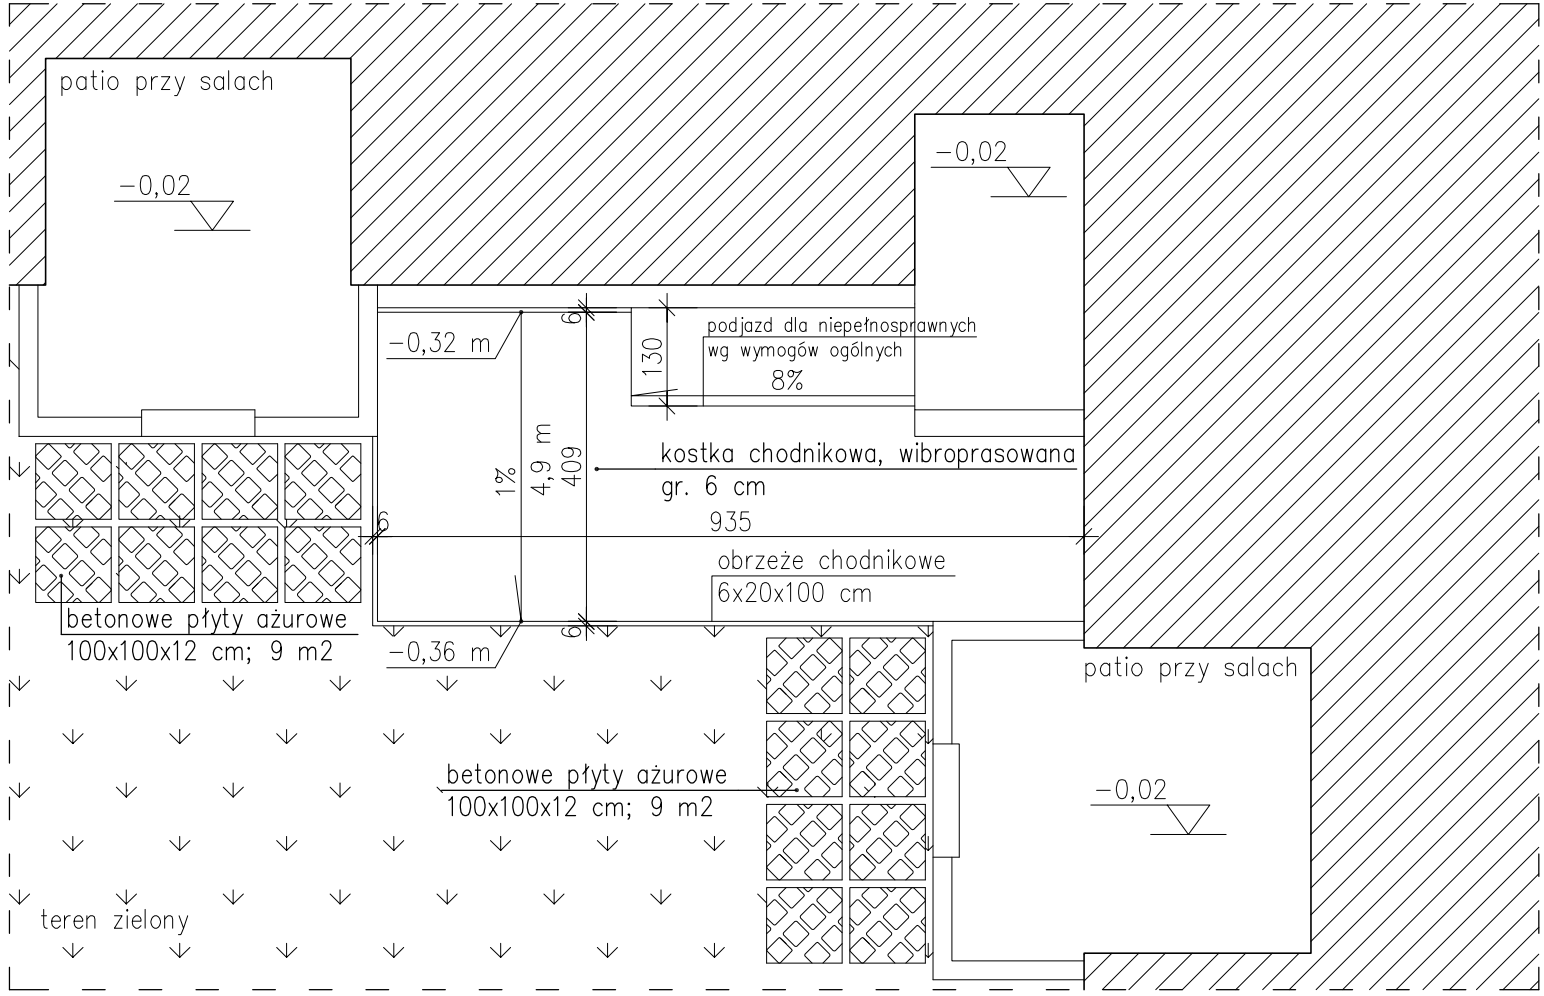 patio przy salach
-0,02
-0,02
-0,32 m
6
130
podjazd dla niepełnosprawnych
wg wymogów ogólnych
8%
1%
4,9 m
409
kostka chodnikowa, wibroprasowana
gr. 6 cm
6
935
obrzeże chodnikowe
6x20x100 cm
betonowe płyty ażurowe
100x100x12 cm; 9 m2
-0,36 m
6
patio przy salach
betonowe płyty ażurowe
100x100x12 cm; 9 m2
-0,02
teren zielony